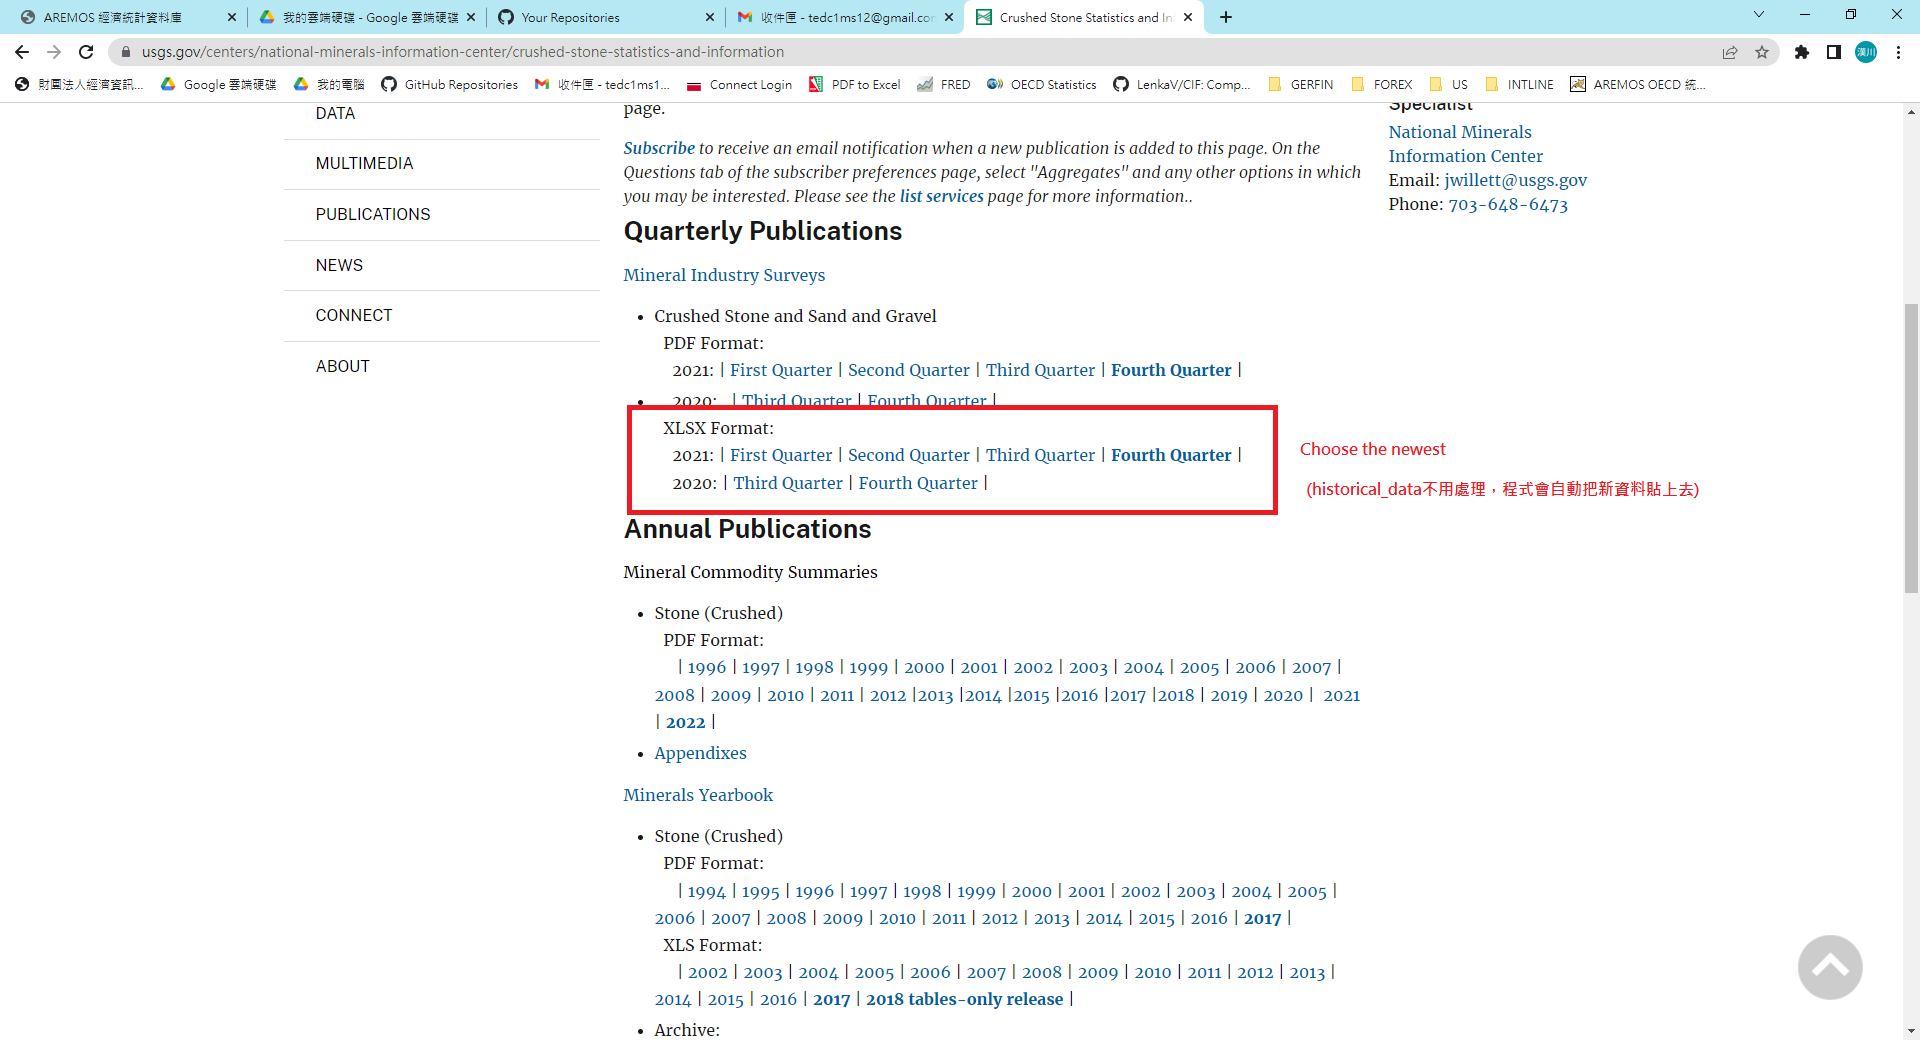 AREMOS 經濟統計資料庫
我的雲端硬碟 - Google 雲端硬碟
Your Repositories
收件匣 - tedc1ms12@gmail.co
Crushed Stone Statistics and In
usgs.gov/centers/national-minerals-information-center/crushed-stone-statistics-and-information
漢川
財團法人經濟資訊...
Google 雲端硬碟
我的電腦
GitHub Repositories
收件匣 - tedc1ms1...
Connect Login
PDF to Excel
FRED
OECD Statistics
LenkaV/CIF: Comp...
GERFIN
FOREX
US
INTLINE
AREMOS OECD 統...
DATA
MULTIMEDIA
PUBLICATIONS
NEWS
CONNECT
ABOUT
page.
Subscribe to receive an email notification when a new publication is added to this page. On the
Questions tab of the subscriber preferences page, select "Aggregates" and any other options in which
you may be interested. Please see the list services page for more information..
Quarterly Publications
Mineral Industry Surveys
Crushed Stone and Sand and Gravel
PDF Format:
2021: | First Quarter | Second Quarter | Third Quarter | Fourth Quarter |
2020: | Third Quarter | Fourth Quarter |
XLSX Format:
2021: | First Quarter | Second Quarter | Third Quarter | Fourth Quarter |
2020: | Third Quarter | Fourth Quarter |
Choose the newest
(historical_data不用處理，程式會自動把新資料貼上去)
Annual Publications
Mineral Commodity Summaries
Stone (Crushed)
PDF Format:
| 1996 | 1997 | 1998 | 1999 | 2000 | 2001 | 2002 | 2003 | 2004 | 2005 | 2006 | 2007 |
2008 | 2009 | 2010 | 2011 | 2012 |2013 |2014 |2015 |2016 |2017 |2018 | 2019 | 2020 | 2021
| 2022 |
Appendixes
Minerals Yearbook
Stone (Crushed)
PDF Format:
| 1994 | 1995 | 1996 | 1997 | 1998 | 1999 | 2000 | 2001 | 2002 | 2003 | 2004 | 2005 |
2006 | 2007 | 2008 | 2009 | 2010 | 2011 | 2012 | 2013 | 2014 | 2015 | 2016 | 2017 |
XLS Format:
| 2002 | 2003 | 2004 | 2005 | 2006 | 2007 | 2008 | 2009 | 2010 | 2011 | 2012 | 2013 |
2014 | 2015 | 2016 | 2017 | 2018 tables-only release |
Archive:
Specialist
National Minerals
Information Center
Email: jwillett@usgs.gov
Phone: 703-648-6473